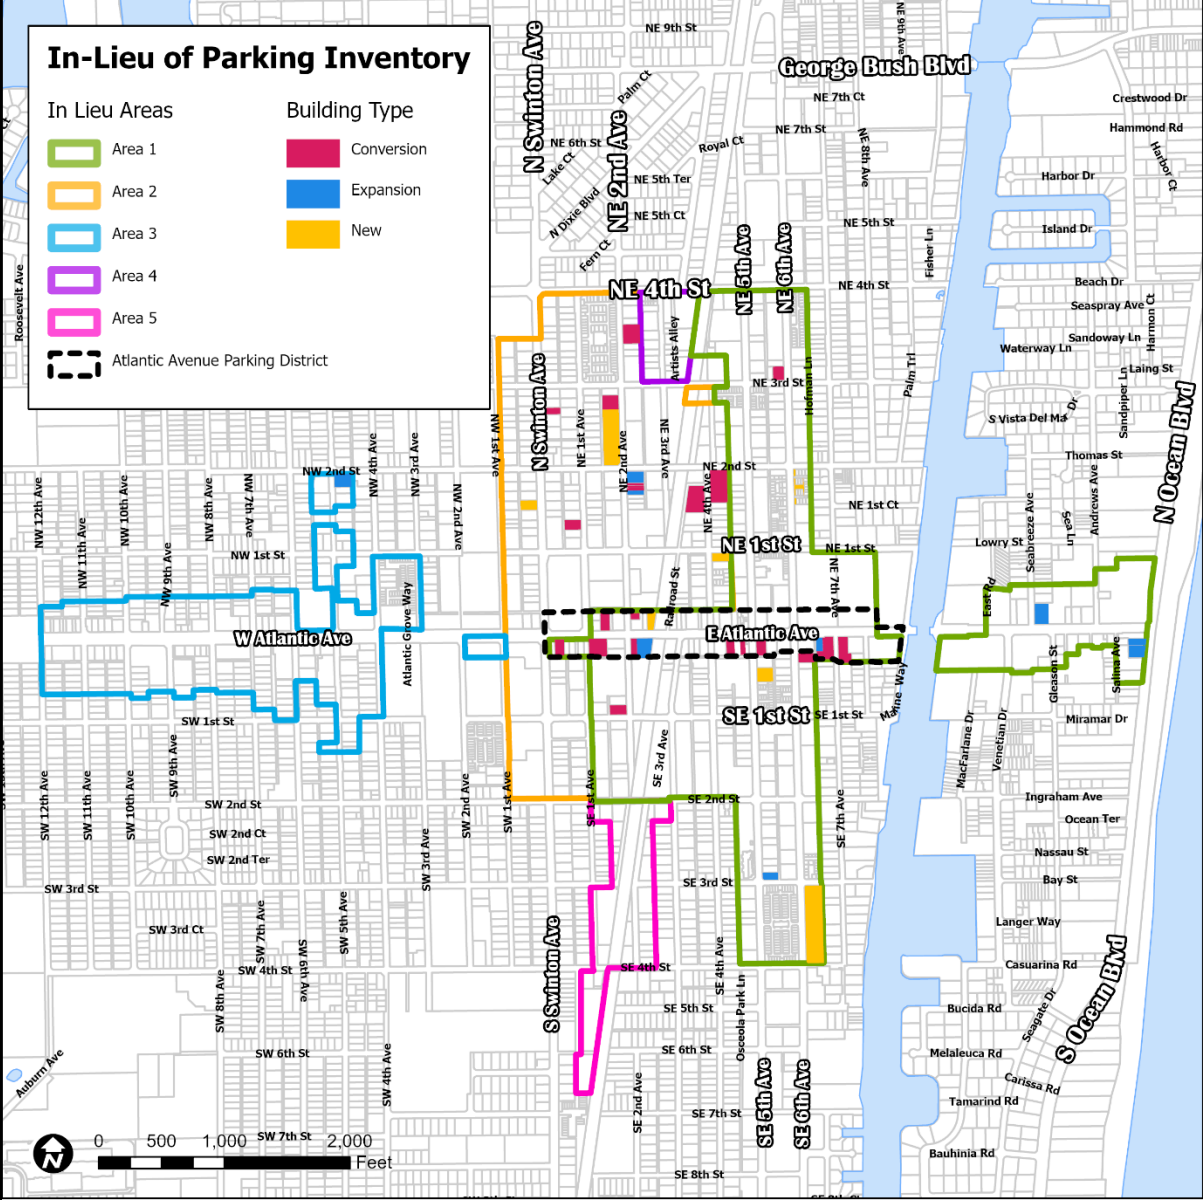 In-Lieu of Parking Inventory
In Lieu Areas
Building Type
Area 1
Conversion
Area 2
Expansion
Area 3
New
Area 4
Area 5
Atlantic Avenue Parking District
NE 9th St
NE 9th Ave
N Swinton Ave
George Bush Blvd
Palm Ct
NE 7th Ct
Crestwood Dr
NE 2nd Ave
NE 7th St
Hammond Rd
NE 6th St
Royal Ct
NE 8th Ave
Harbor Ct
Lake Ct
NE 5th Ter
Harbor Dr
N Dixie Blvd
NE 5th Ct
NE 5th St
Island Dr
Fern Ct
NE 5th Ave
NE 6th Ave
Fisher Ln
Roosevelt Ave
NE 4th St
NE 4th St
Beach Dr
Seaspray Ave
Harmon Ct
Artists Alley
Sandoway Ln
Waterway Ln
N Swinton Ave
Hofman Ln
Palm Trl
Laing St
NE 3rd St
Sandpiper Ln
S Vista Del Ma
Dr
N Ocean Blvd
NW 1st Ave
NE 1st Ave
NE 2nd Ave
NE 3rd Ave
NW 4th Ave
NW 3rd Ave
Thomas St
NW 2nd St
NE 2nd St
NW 12th Ave
NW 10th Ave
NW 8th Ave
NW 7th Ave
NW 2nd Ave
NE 4th Ave
NE 1st Ct
Andrews Ave
NW 11th Ave
Seabreeze Ave
Sea Ln
NW 9th Ave
NW 1st St
NE 1st St
NE 1st St
Lowry St
Atlantic Grove Way
Railroad St
NE 7th Ave
East Rd
W Atlantic Ave
E Atlantic Ave
Gleason St
Salina Ave
Marine Way
SW 1st St
SE 1st St
SE 1st St
Miramar Dr
MacFarlane Dr
Venetian Dr
SW 9th Ave
SE 3rd Ave
SW 12th Ave
SW 11th Ave
SW 10th Ave
SW 2nd Ave
SW 1st Ave
SE 1st Ave
SW 2nd St
SE 2nd St
Ingraham Ave
SE 7th Ave
SW 2nd Ct
Ocean Ter
SW 3rd Ave
SW 2nd Ter
Nassau St
SW 3rd St
SE 3rd St
Bay St
SW 7th Ave
SW 5th Ave
SW 3rd Ct
Langer Way
S Swinton Ave
SE 4th Ave
SW 6th Ave
SW 4th St
SE 4th St
Casuarina Rd
S Ocean Blvd
SW 8th Ave
SE 5th St
Osceola Park Ln
Bucida Rd
Seagate Dr
SW 6th St
SE 6th St
Melaleuca Rd
Auburn Ave
SW 4th Ave
SE 2nd Ave
SE 5th Ave
SE 6th Ave
Carissa Rd
Tamarind Rd
SE 7th St
SW 7th St
N
0 500 1,000 2,000
Feet
Bauhinia Rd
SE 8th St